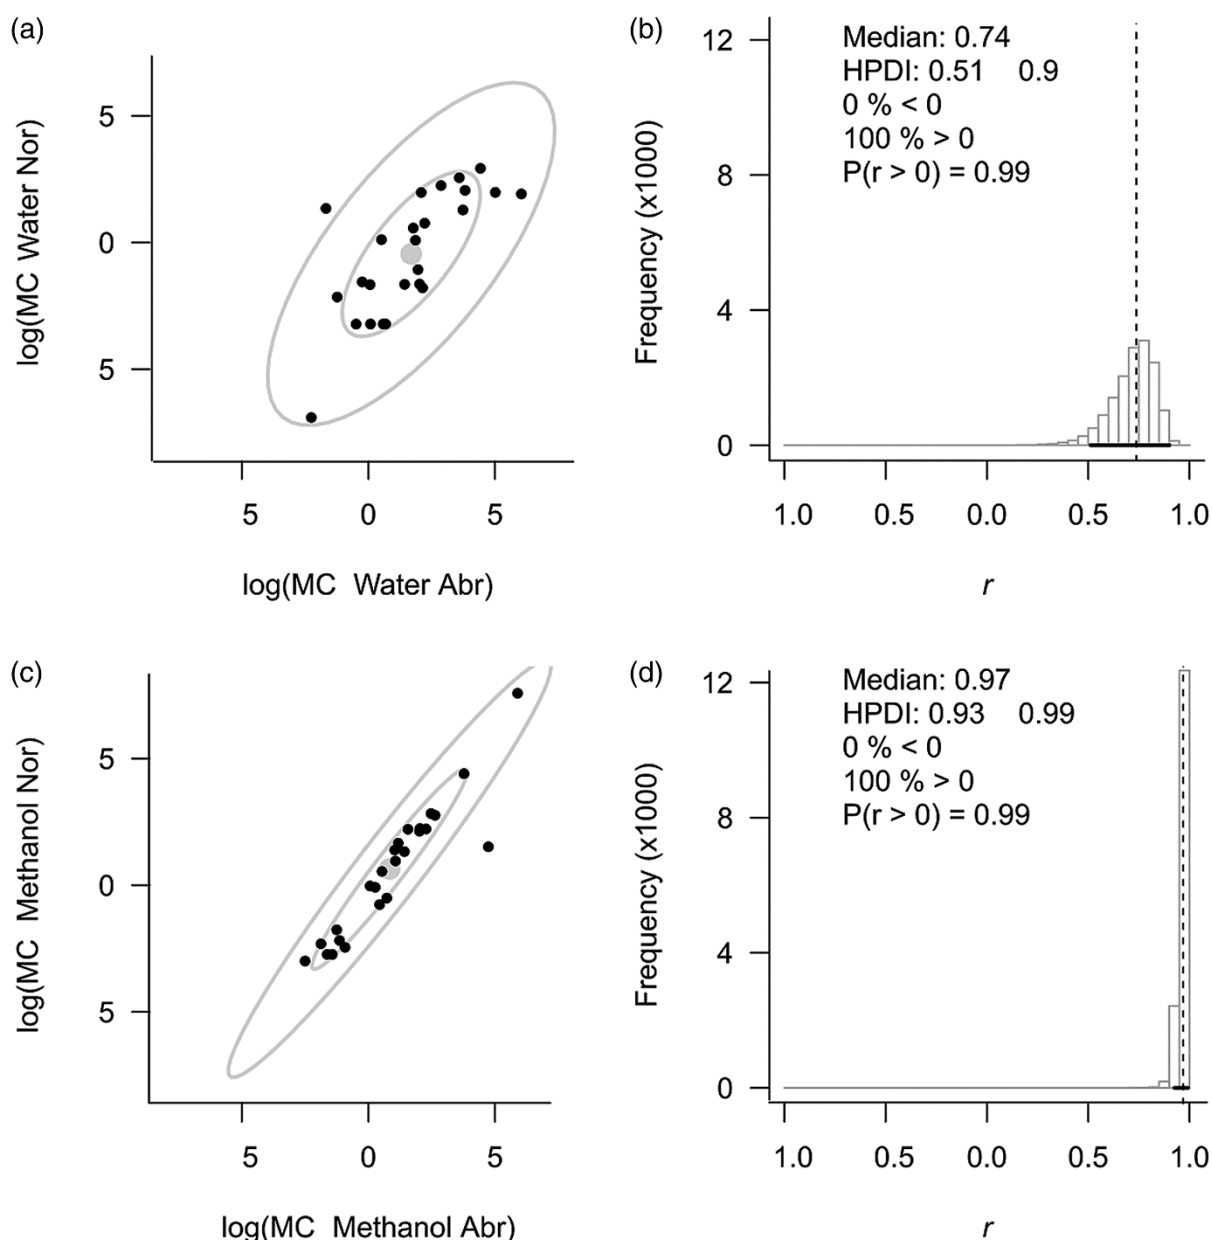 (a)
log(MC Water Nor)
5
0
5
5
0
5
log(MC Water Abr)
(b)
Frequency (x1000)
12
8
4
0
Median: 0.74
HPDI: 0.51 0.9
0 % < 0
100 % > 0
P(r > 0) = 0.99
1.0
0.5
0.0
0.5
1.0
r
(c)
log(MC Methanol Nor)
5
0
5
5
0
5
log(MC Methanol Abr)
(d)
Frequency (x1000)
12
8
4
0
Median: 0.97
HPDI: 0.93 0.99
0 % < 0
100 % > 0
P(r > 0) = 0.99
1.0
0.5
0.0
0.5
1.0
r